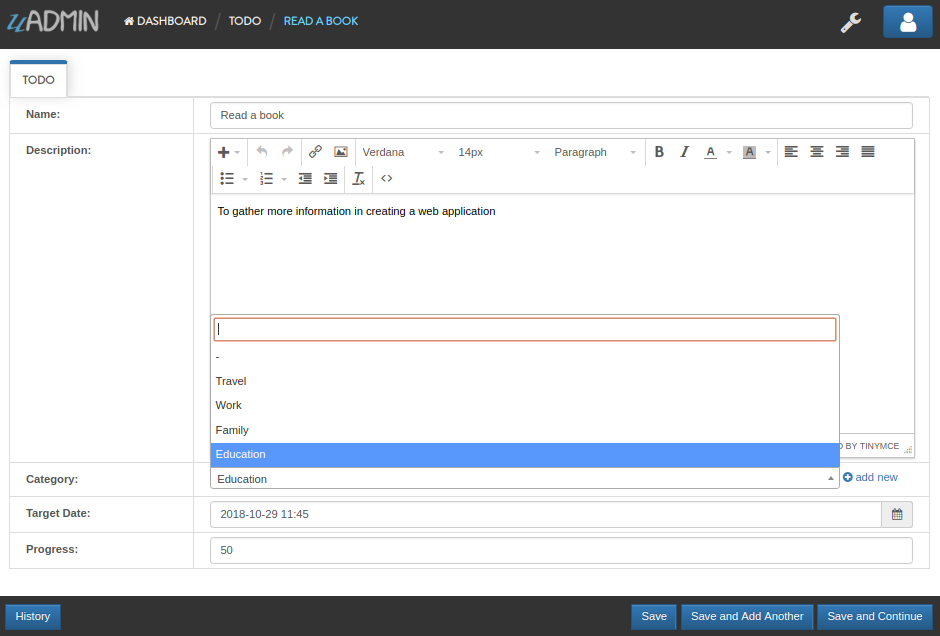 uADMIN DASHBOARD / TODO / READ A BOOK
TODO
Name: Read a book
Description:
Verdana 14px Paragraph B I A A
To gather more information in creating a web application
-
Travel
Work
Family
Education
BY TINYMCE
Category: Education add new
Target Date: 2018-10-29 11:45
Progress: 50
History Save Save and Add Another Save and Continue